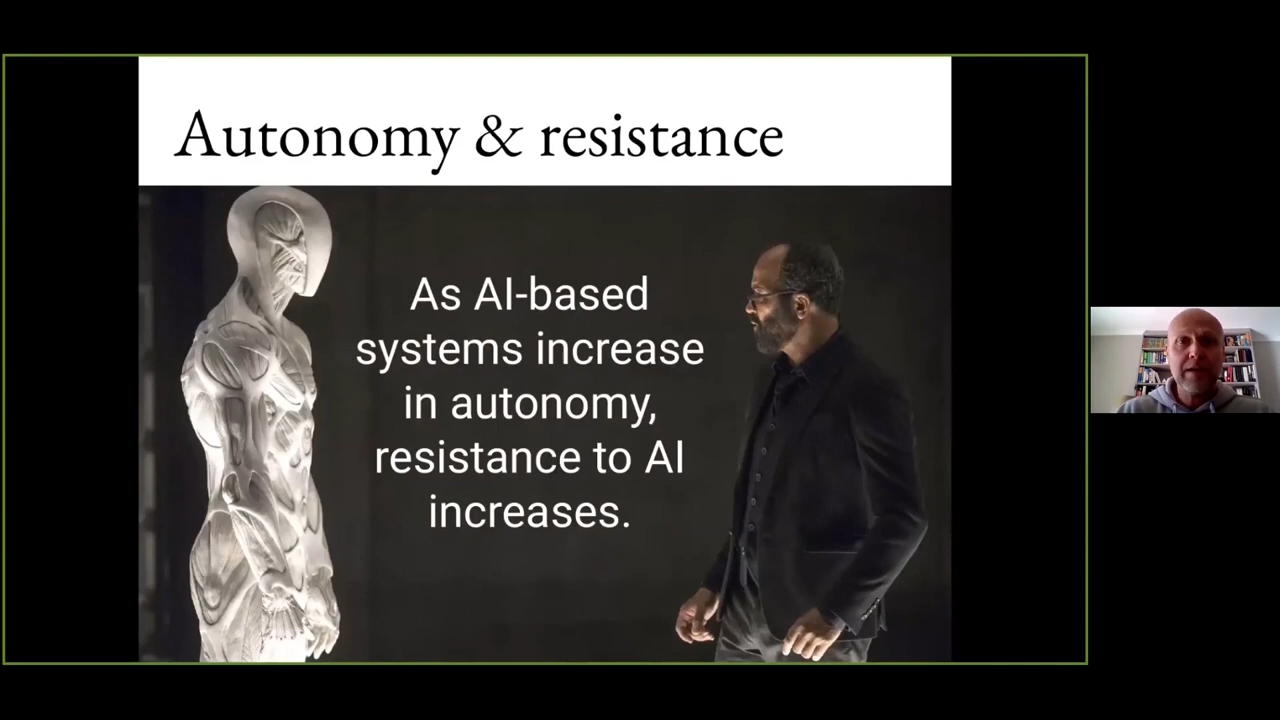 Autonomy & resistance
As AI-based
systems increase
in autonomy,
resistance to AI
increases.